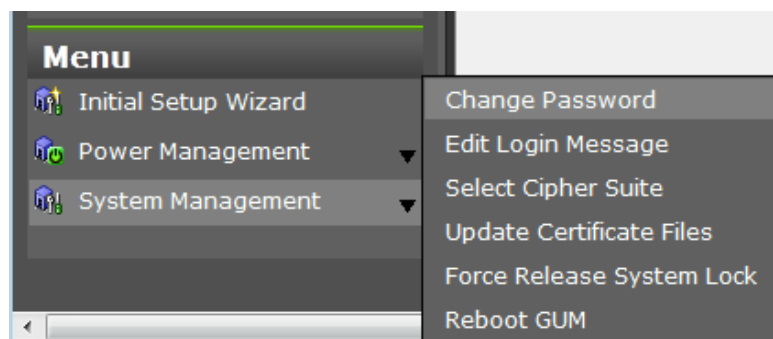 Menu
Initial Setup Wizard
Power Management
System Management
Change Password
Edit Login Message
Select Cipher Suite
Update Certificate Files
Force Release System Lock
Reboot GUM